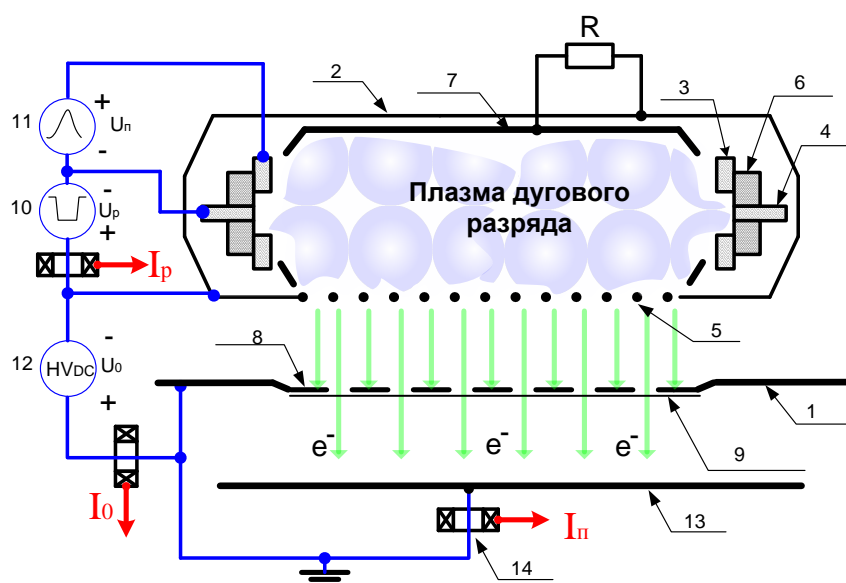 R
2
7
3
6
4
+
11
Uп
-
-
10
Uр
+
Плазма дугового
разряда
Iр
5
8
-
12
HVDC
U0
+
1
e-
e-
e-
9
I0
13
Iп
14